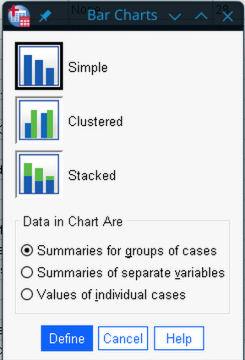 Bar Charts
Simple
Clustered
Stacked
Data in Chart Are
Summaries for groups of cases
Summaries of separate variables
Values of individual cases
Define
Cancel
Help